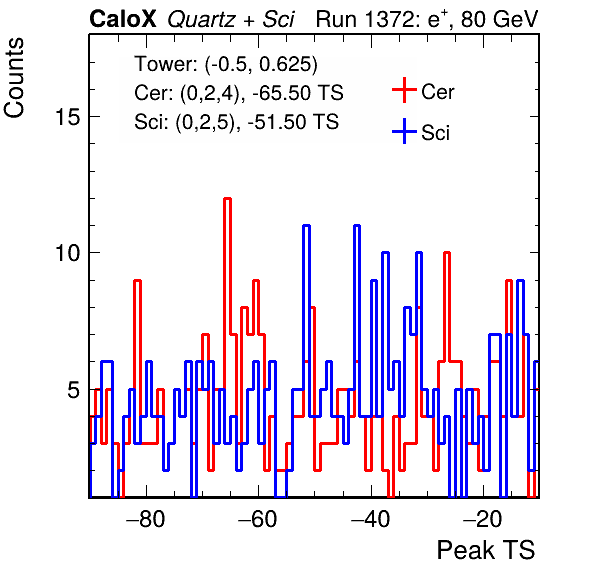 CaloX Quartz + Sci Run 1372: e⁺, 80 GeV
Counts
Tower: (-0.5, 0.625)
Cer: (0,2,4), -65.50 TS
Sci: (0,2,5), -51.50 TS
Cer
Sci
15
10
5
−80 −60 −40 −20
Peak TS